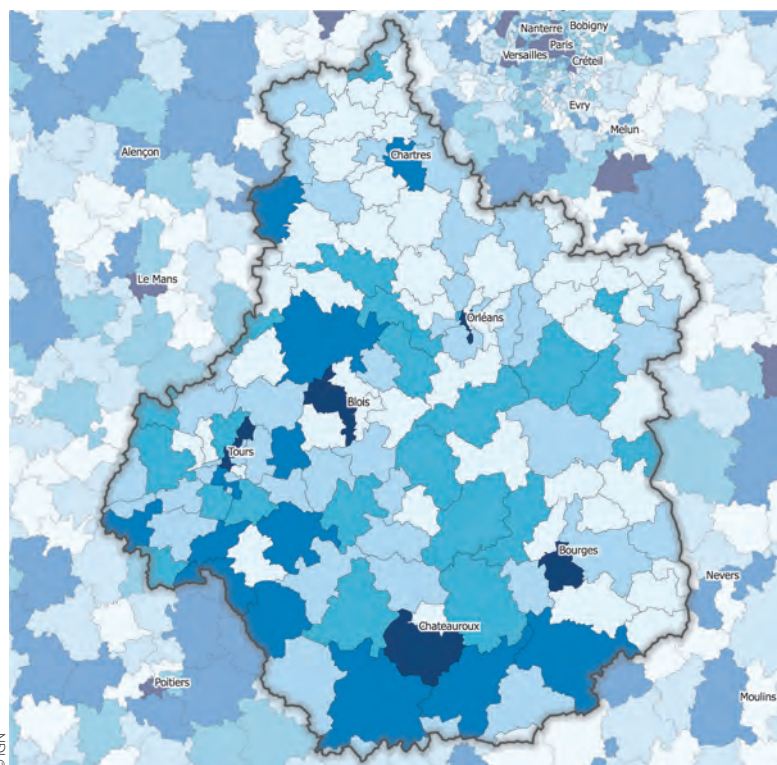 Nanterre
Bobigny
Paris
Versailles
Créteil
Evry
Melun
Alençon
Chartres
Le Mans
Orléans
Blois
Tours
Bourges
Nevers
Chateauroux
Poitiers
Moulins
© IGN